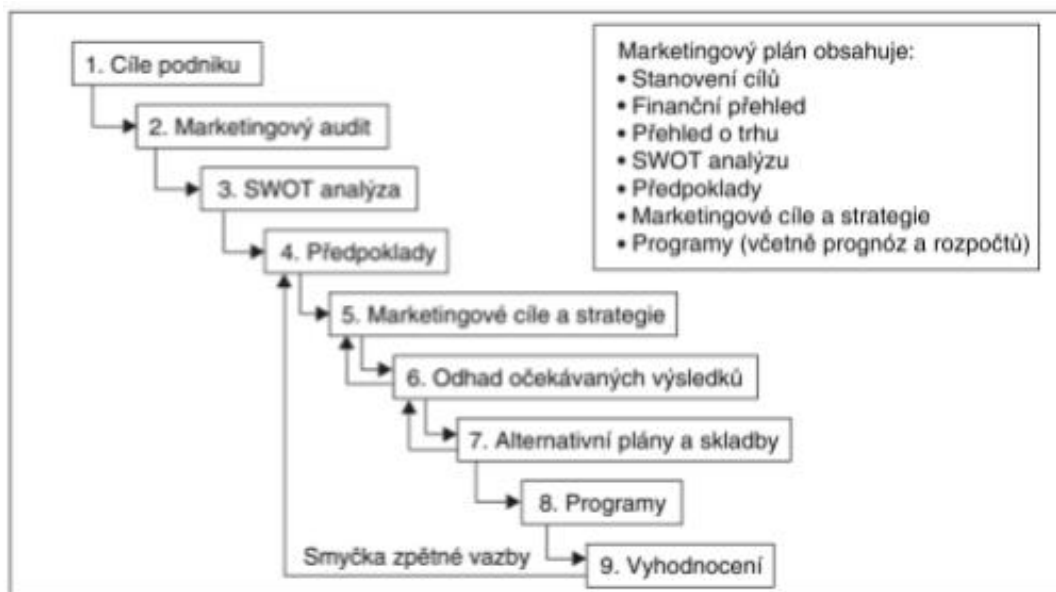 1. Cíle podniku
2. Marketingový audit
3. SWOT analýza
4. Předpoklady
5. Marketingové cíle a strategie
6. Odhad očekávaných výsledků
7. Alternativní plány a skladby
8. Programy
9. Vyhodnocení
Smyčka zpětné vazby
Marketingový plán obsahuje:
• Stanovení cílů
• Finanční přehled
• Přehled o trhu
• SWOT analýzu
• Předpoklady
• Marketingové cíle a strategie
• Programy (včetně prognóz a rozpočtů)